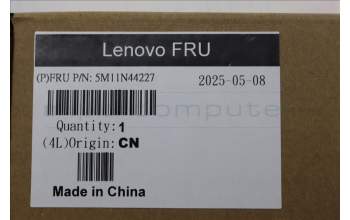 Lenovo FRU
(P)FRU P/N: 5M11N44227 2025-05-08
Quantity: 1
(4L)Origin: CN
Made in China